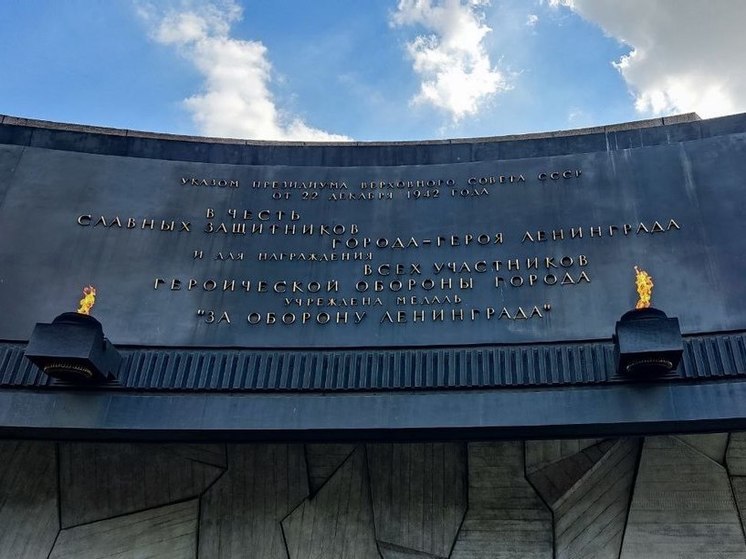 УКАЗОМ ПРЕЗИДИУМА ВЕРХОВНОГО СОВЕТА СССР
ОТ 22 ДЕКАБРЯ 1942 ГОДА
В ЧЕСТЬ
СЛАВНЫХ ЗАЩИТНИКОВ
ГОРОДА-ГЕРОЯ ЛЕНИНГРАДА
И ДЛЯ НАГРАЖДЕНИЯ
ВСЕХ УЧАСТНИКОВ
ГЕРОИЧЕСКОЙ ОБОРОНЫ ГОРОДА
УЧРЕЖДЕНА МЕДАЛЬ
"ЗА ОБОРОНУ ЛЕНИНГРАДА"